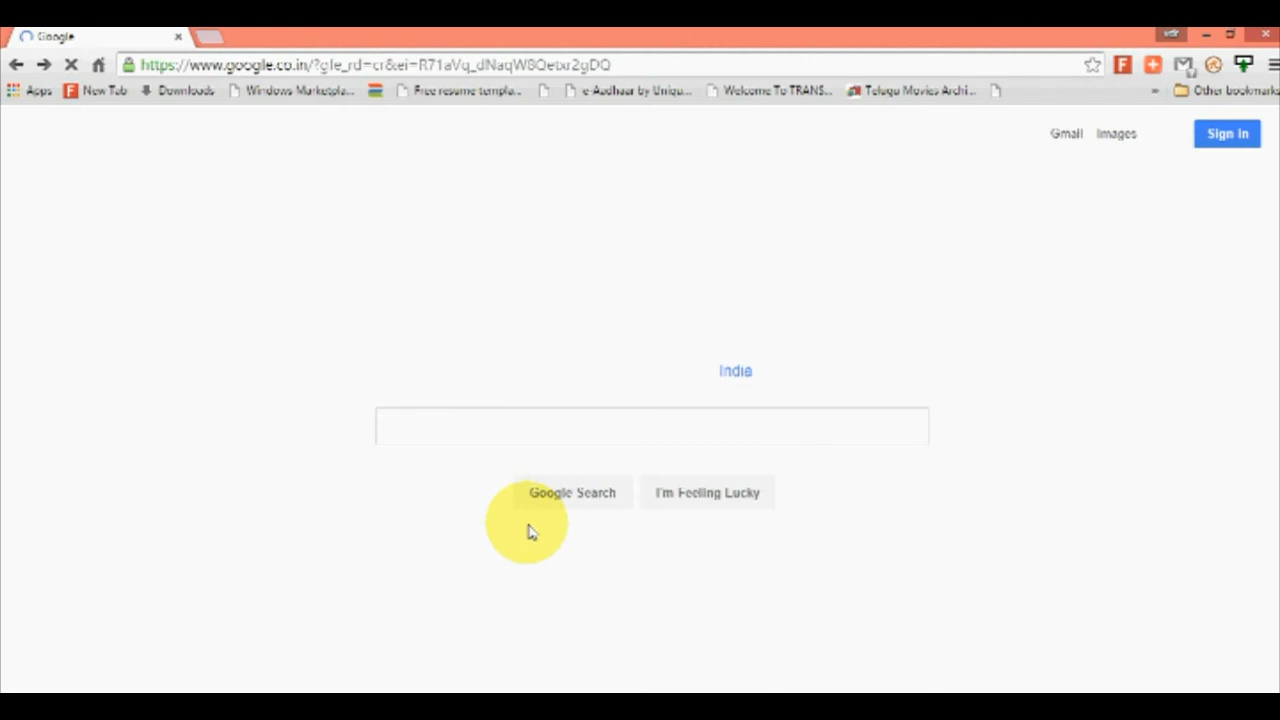 Google
vdr
https://www.google.co.in/?gfe_rd=cr&ei=R71aVq_dNaqW8Qetxr2gDQ
Apps New Tab Downloads Windows Marketpla... Free resume templa... e-Aadhaar by Uniqu... Welcome To TRANS... Telugu Movies Archi... » Other bookmarks
Gmail Images Sign in
India
Google Search I'm Feeling Lucky